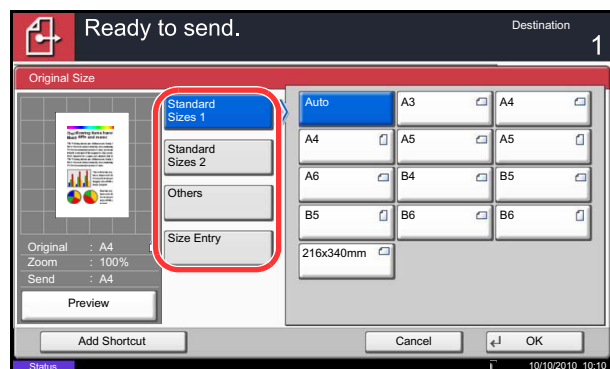 Ready to send.
Destination
1
Original Size
Standard
Sizes 1
Standard
Sizes 2
Others
Size Entry
Auto
A3
A4
A4
A5
A5
A6
B4
B5
B5
B6
B6
216x340mm
Original : A4
Zoom : 100%
Send : A4
Preview
Add Shortcut
Cancel
OK
Status
10/10/2010 10:10